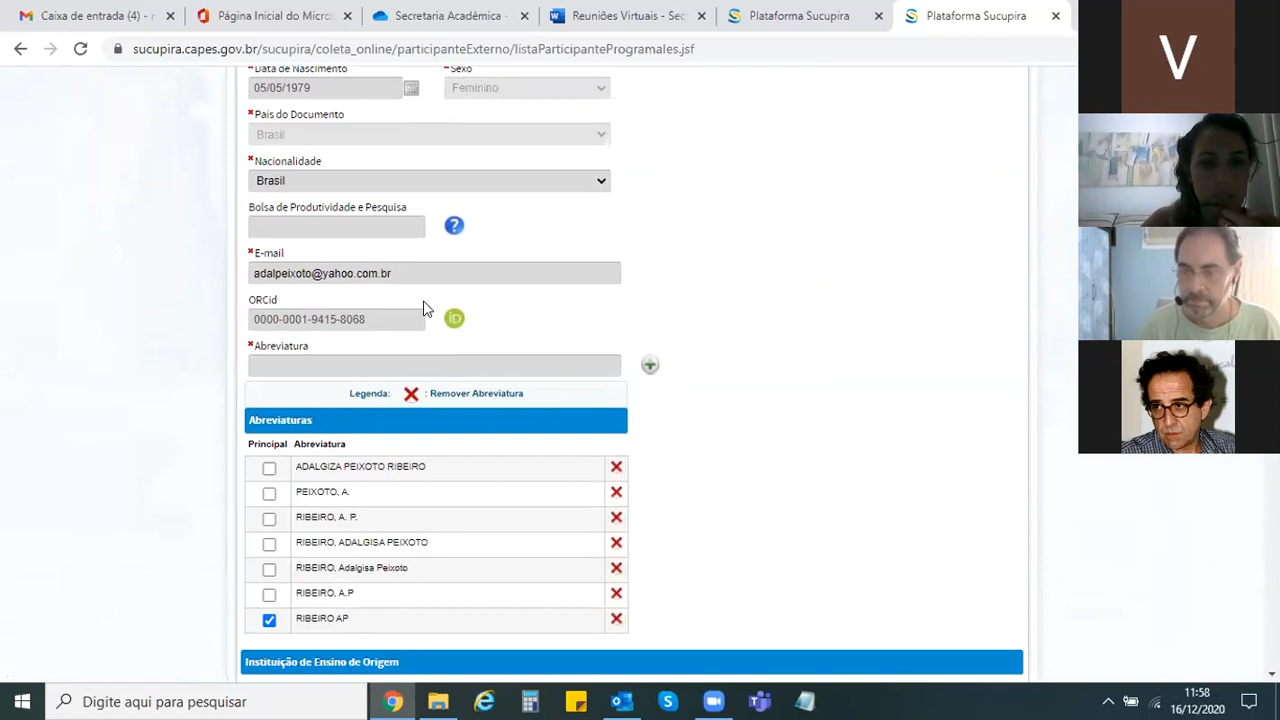 Caixa de entrada (4) - r
Página Inicial do Micros
Secretaria Acadêmica -
Reuniões Virtuais - Sec
Plataforma Sucupira
Plataforma Sucupira
sucupira.capes.gov.br/sucupira/coleta_online/participanteExterno/listaParticipanteProgramales.jsf
V
*Data de Nascimento
*Sexo
05/05/1979
Feminino
*País do Documento
Brasil
*Nacionalidade
Brasil
Bolsa de Produtividade e Pesquisa
?
*E-mail
adalpeixoto@yahoo.com.br
ORCid
0000-0001-9415-8068
iD
*Abreviatura
Legenda: : Remover Abreviatura
Abreviaturas
Principal Abreviatura
ADALGIZA PEIXOTO RIBEIRO
PEIXOTO, A.
RIBEIRO, A. P.
RIBEIRO, ADALGISA PEIXOTO
RIBEIRO, Adalgisa Peixoto
RIBEIRO, A.P
RIBEIRO AP
Instituição de Ensino de Origem
Digite aqui para pesquisar
11:58
16/12/2020